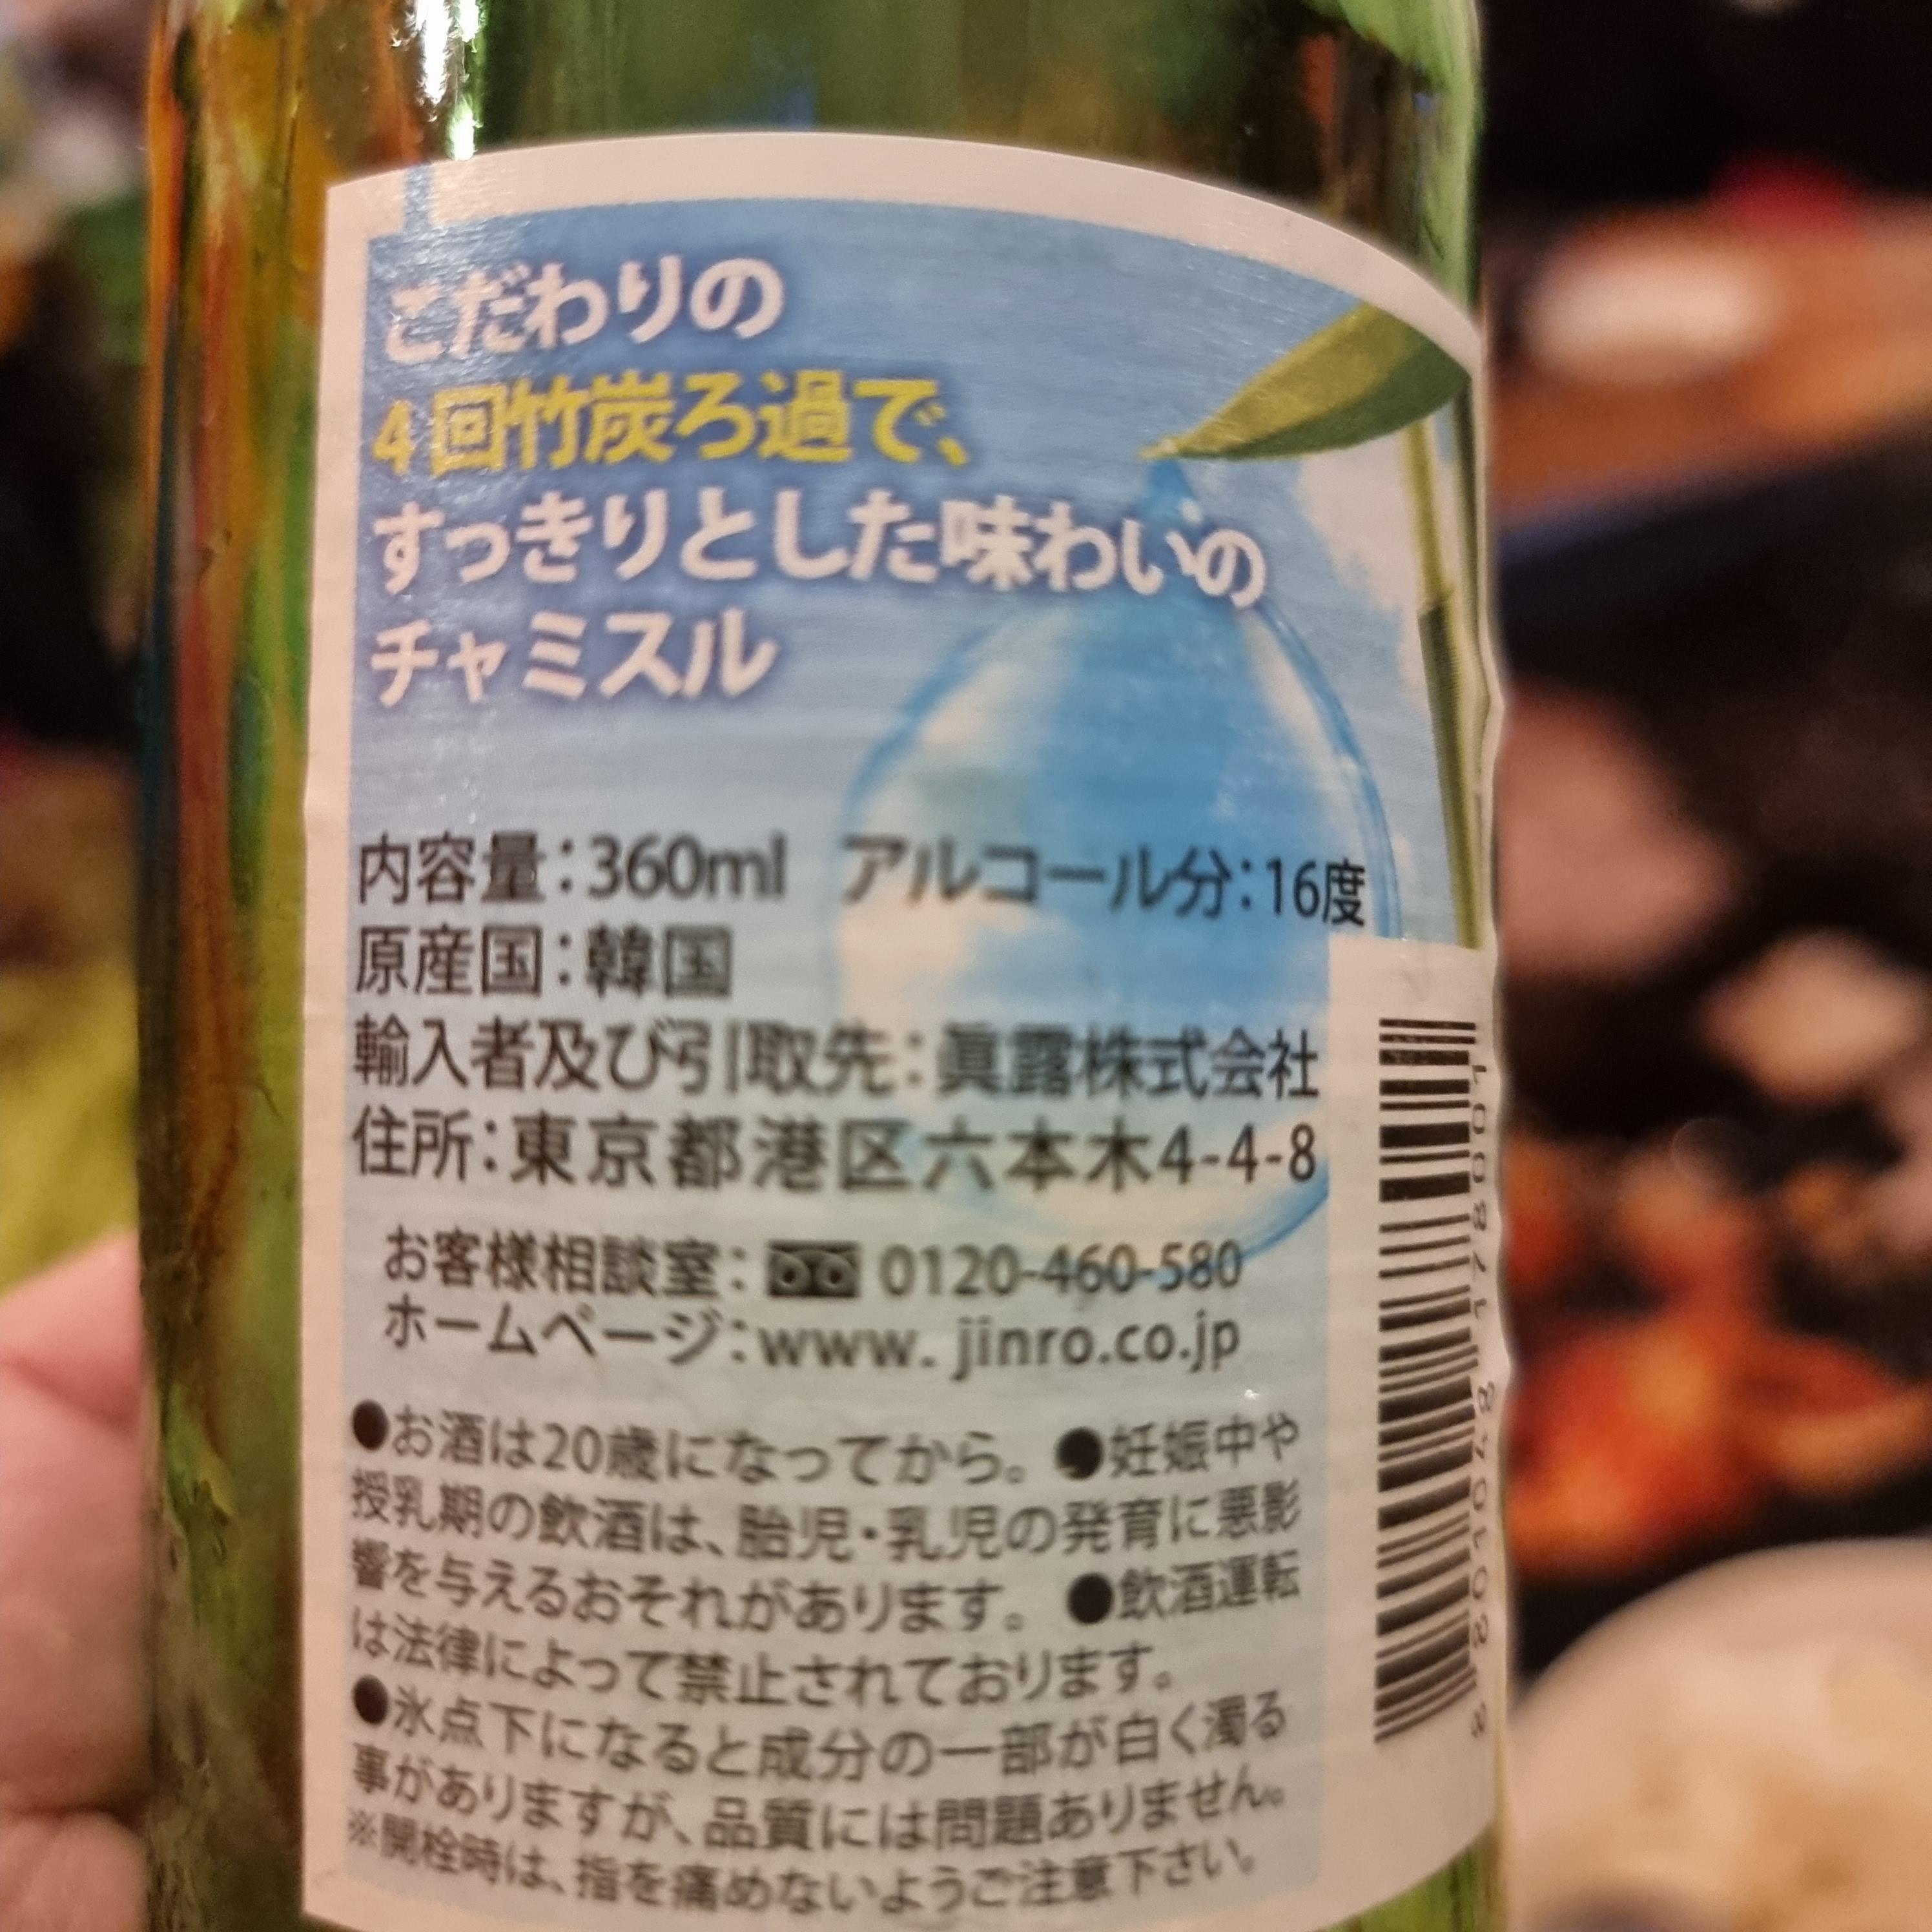 こだわりの
4回竹炭ろ過で、
すっきりとした味わいの
チャミスル
内容量：360ml アルコール分：16度
原産国：韓国
輸入者及び引取先：眞露株式会社
住所：東京都港区六本木4-4-8
お客様相談室： 0120-460-580
ホームページ：www.jinro.co.jp
●お酒は20歳になってから。●妊娠中や
授乳期の飲酒は、胎児・乳児の発育に悪影
響を与えるおそれがあります。●飲酒運転
は法律によって禁止されております。
●氷点下になると成分の一部が白く濁る
事がありますが、品質には問題ありません。
※開栓時は、指を痛めないようご注意下さい。
8 801048 178001